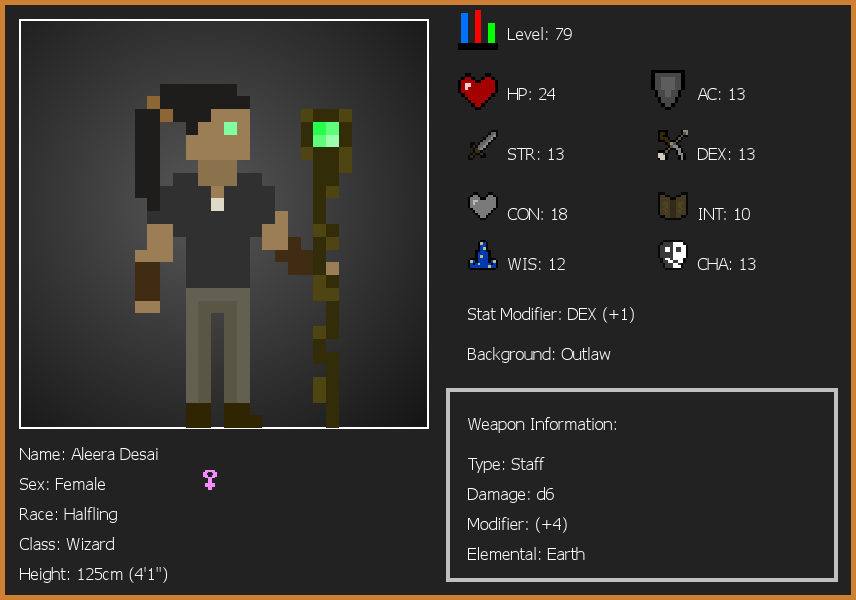 Level: 79
HP: 24
AC: 13
STR: 13
DEX: 13
CON: 18
INT: 10
WIS: 12
CHA: 13
Stat Modifier: DEX (+1)
Background: Outlaw
Weapon Information:
Type: Staff
Damage: d6
Modifier: (+4)
Elemental: Earth
Name: Aleera Desai
Sex: Female
Race: Halfling
Class: Wizard
Height: 125cm (4'1")